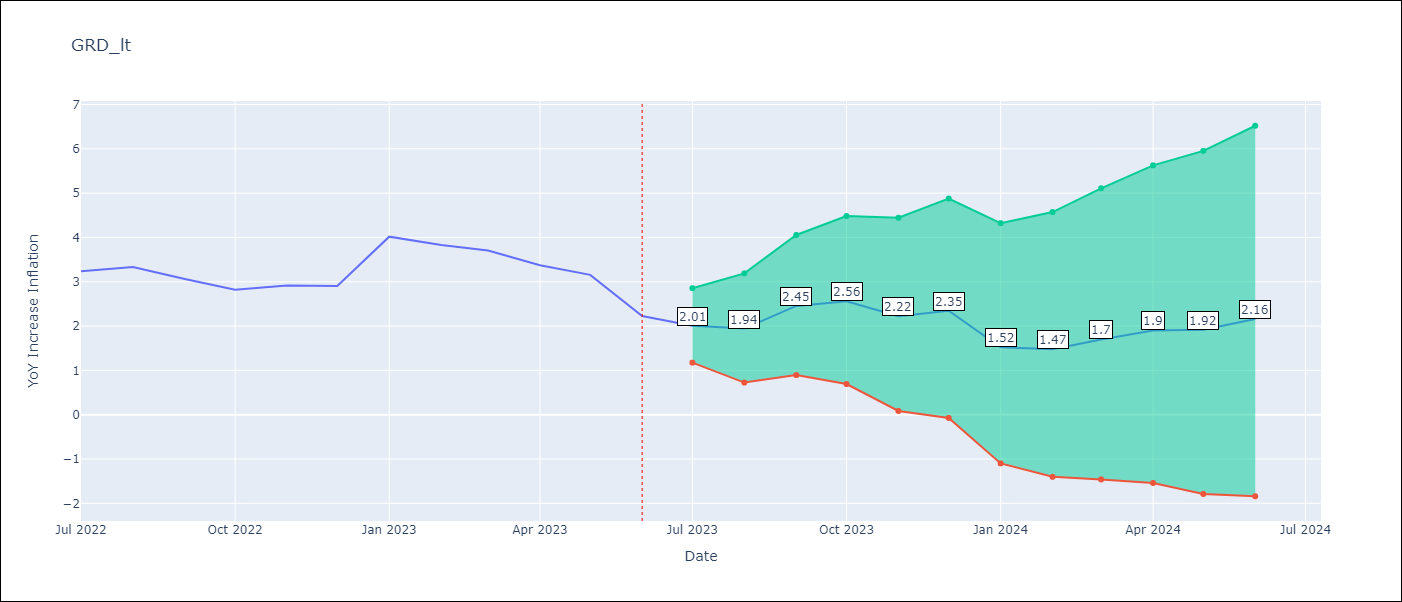 GRD_lt
YoY Increase Inflation
7
6
5
4
3
2
1
0
−1
−2
2.01
1.94
2.45
2.56
2.22
2.35
1.52
1.47
1.7
1.9
1.92
2.16
Jul 2022
Oct 2022
Jan 2023
Apr 2023
Jul 2023
Oct 2023
Jan 2024
Apr 2024
Jul 2024
Date